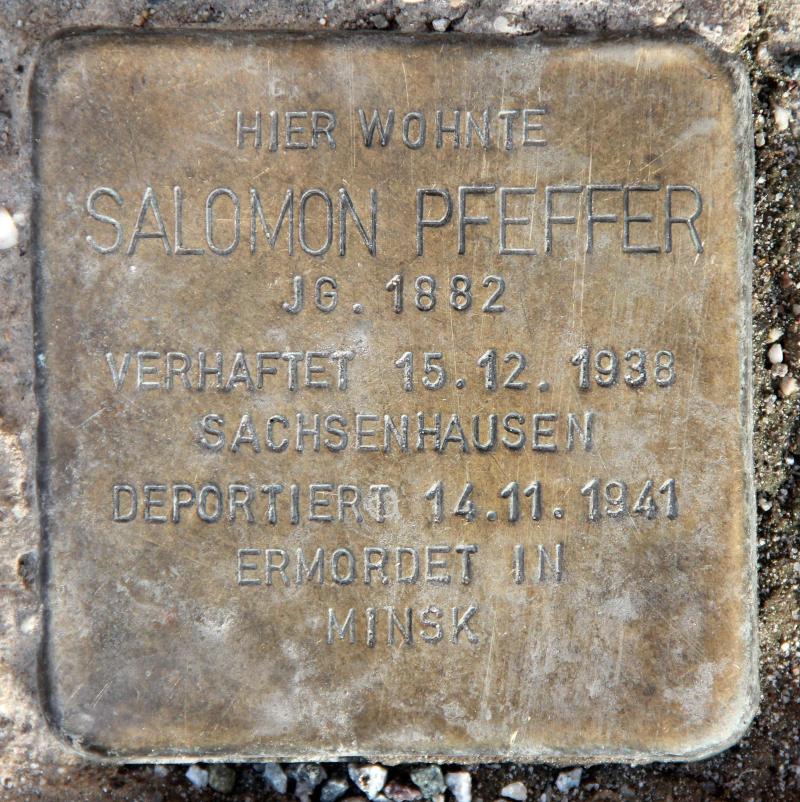 HIER WOHNTE
SALOMON PFEFFER
JG. 1882
VERHAFTET 15.12.1938
SACHSENHAUSEN
DEPORTIERT 14.11.1941
ERMORDET IN
MINSK